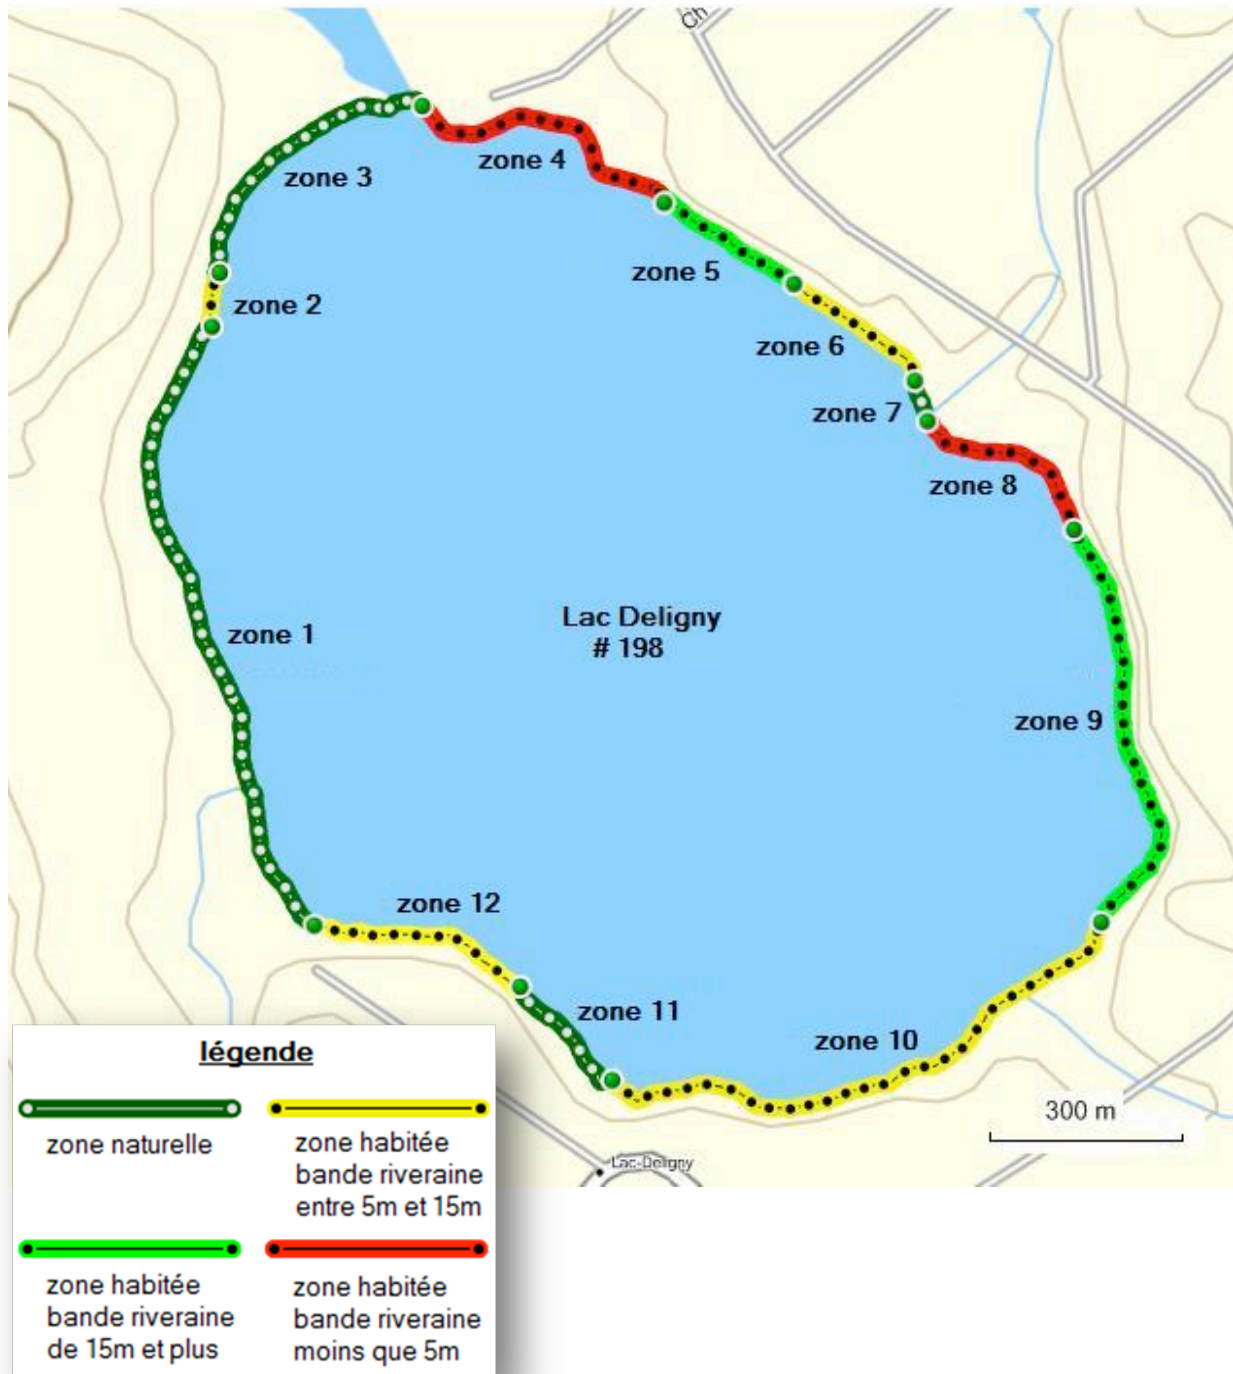 Ch
zone 4
zone 3
zone 5
zone 2
zone 6
zone 7
zone 8
Lac Deligny
# 198
zone 1
zone 9
zone 12
zone 11
zone 10
300 m
Lac-Deligny
légende
zone naturelle
zone habitée
bande riveraine
entre 5m et 15m
zone habitée
bande riveraine
de 15m et plus
zone habitée
bande riveraine
moins que 5m